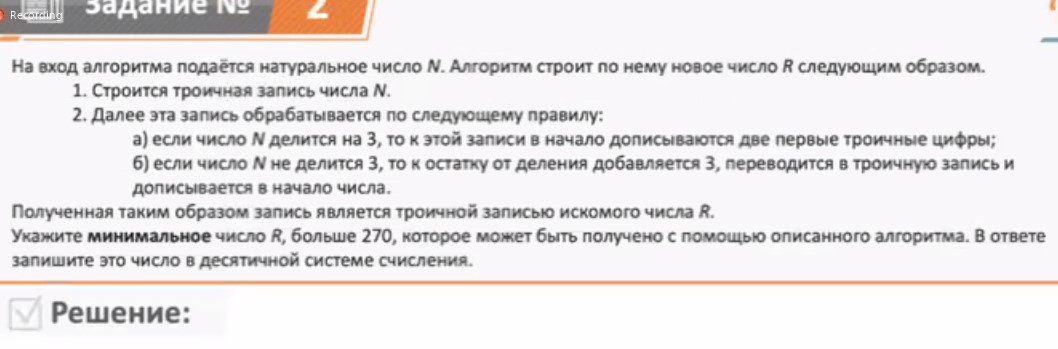 Recording
Задание № 2
На вход алгоритма подаётся натуральное число N. Алгоритм строит по нему новое число R следующим образом.
1. Строится троичная запись числа N.
2. Далее эта запись обрабатывается по следующему правилу:
а) если число N делится на 3, то к этой записи в начало дописываются две первые троичные цифры;
б) если число N не делится 3, то к остатку от деления добавляется 3, переводится в троичную запись и
дописывается в начало числа.
Полученная таким образом запись является троичной записью искомого числа R.
Укажите минимальное число R, больше 270, которое может быть получено с помощью описанного алгоритма. В ответе
запишите это число в десятичной системе счисления.
Решение: